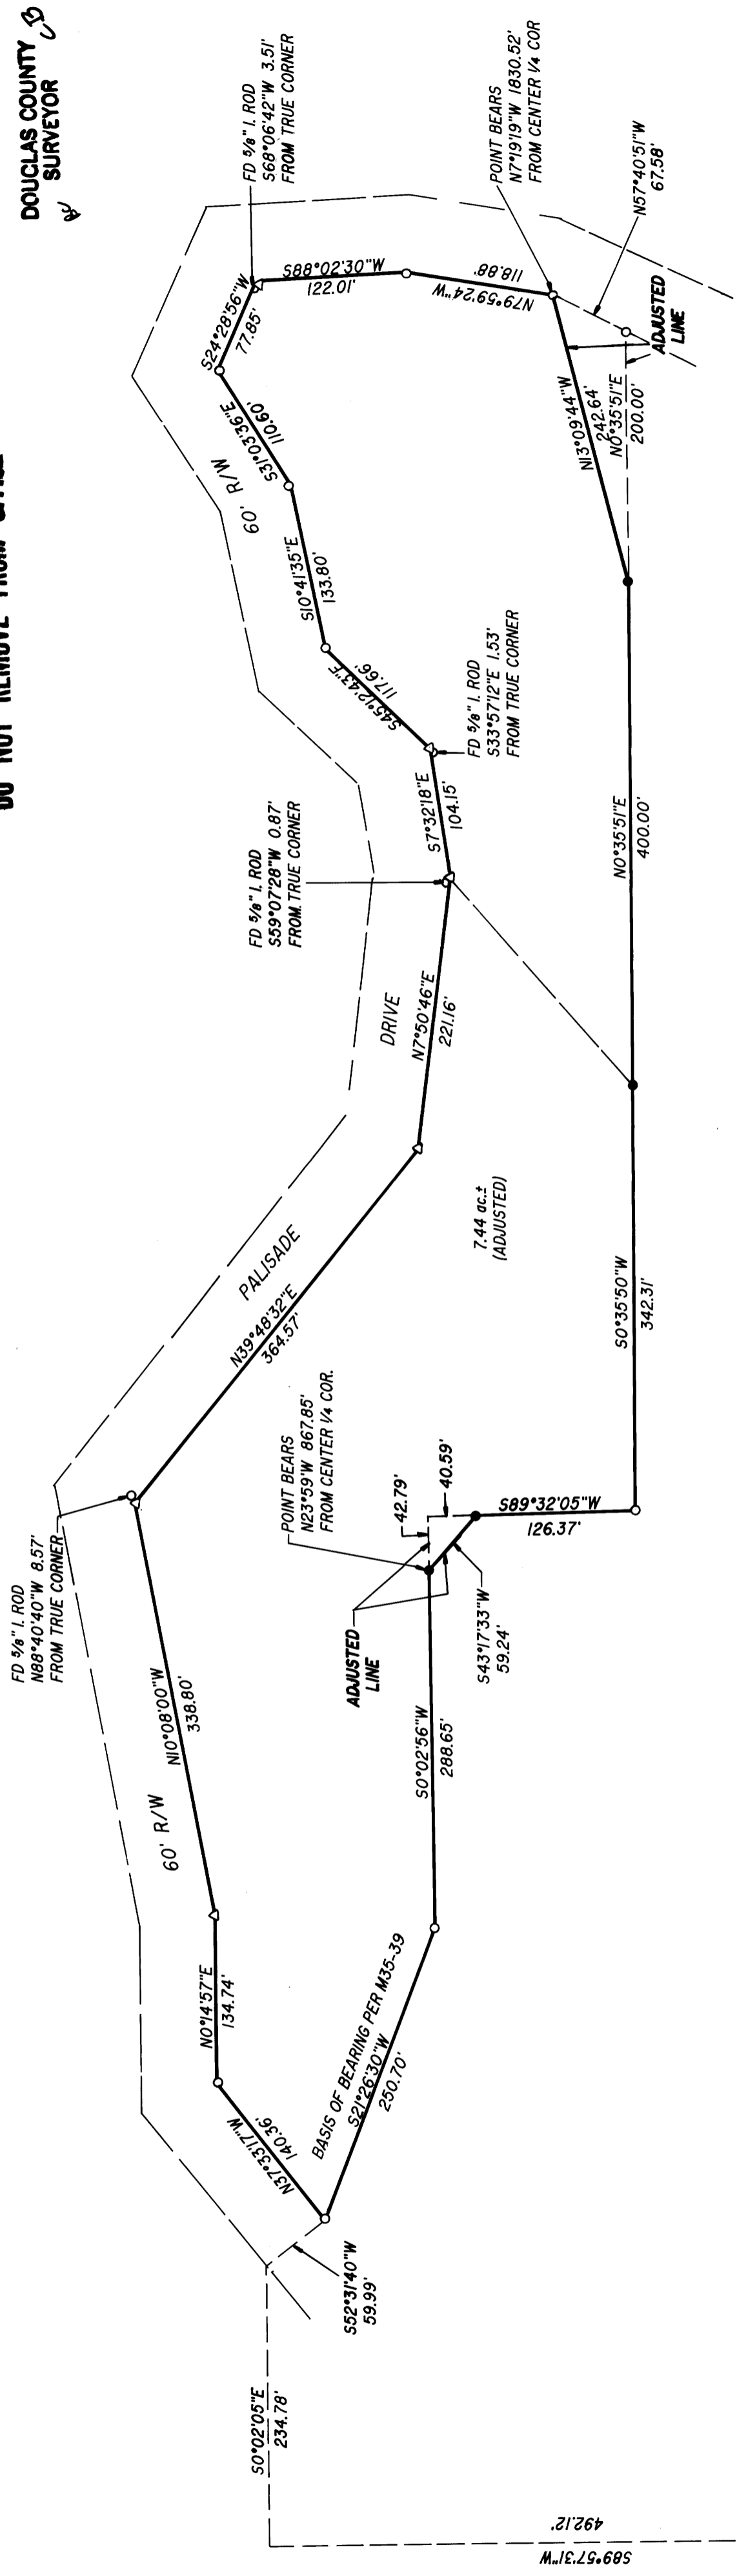 DOUGLAS COUNTY
SURVEYOR
DO NOT REMOVE FROM
FD 5/8" I. ROD
S68°06'42"W 3.51'
FROM TRUE CORNER
S24°28'56"W
77.85'
S88°02'30"W
122.01'
S31°03'36"E
110.60'
60' R/W
N79°59'24"W
118.88'
POINT BEARS
N7°19'19"W 1830.52'
FROM CENTER 1/4 COR
N57°40'51"W
67.58'
ADJUSTED
LINE
N13°09'44"W
242.64'
N0°35'51"E
200.00'
S10°41'35"E
133.80'
S45°12'43"E
117.66'
FD 5/8" I. ROD
S33°57'12"E 1.53'
FROM TRUE CORNER
S7°32'18"E
104.15'
FD 5/8" I. ROD
S59°07'28"W 0.87'
FROM TRUE CORNER
N0°35'51"E
400.00'
DRIVE
N7°50'46"E
221.16'
PALISADE
7.44 ac.±
(ADJUSTED)
N39°48'32"E
364.57'
S0°35'50"W
342.31'
POINT BEARS
N23°59'W 867.85'
FROM CENTER 1/4 COR.
42.79'
40.59'
S89°32'05"W
126.37'
FD 5/8" I. ROD
N88°40'40"W 8.57'
FROM TRUE CORNER
ADJUSTED
LINE
S43°17'33"W
59.24'
N10°08'00"W
338.80'
S0°02'56"W
288.65'
60' R/W
N0°14'57"E
134.74'
BASIS OF BEARING PER M35-39
S21°26'30"W
250.70'
N37°33'17"W
140.36'
S52°31'40"W
59.99'
S0°02'05"E
234.78'
492.12'
S89°57'31"W